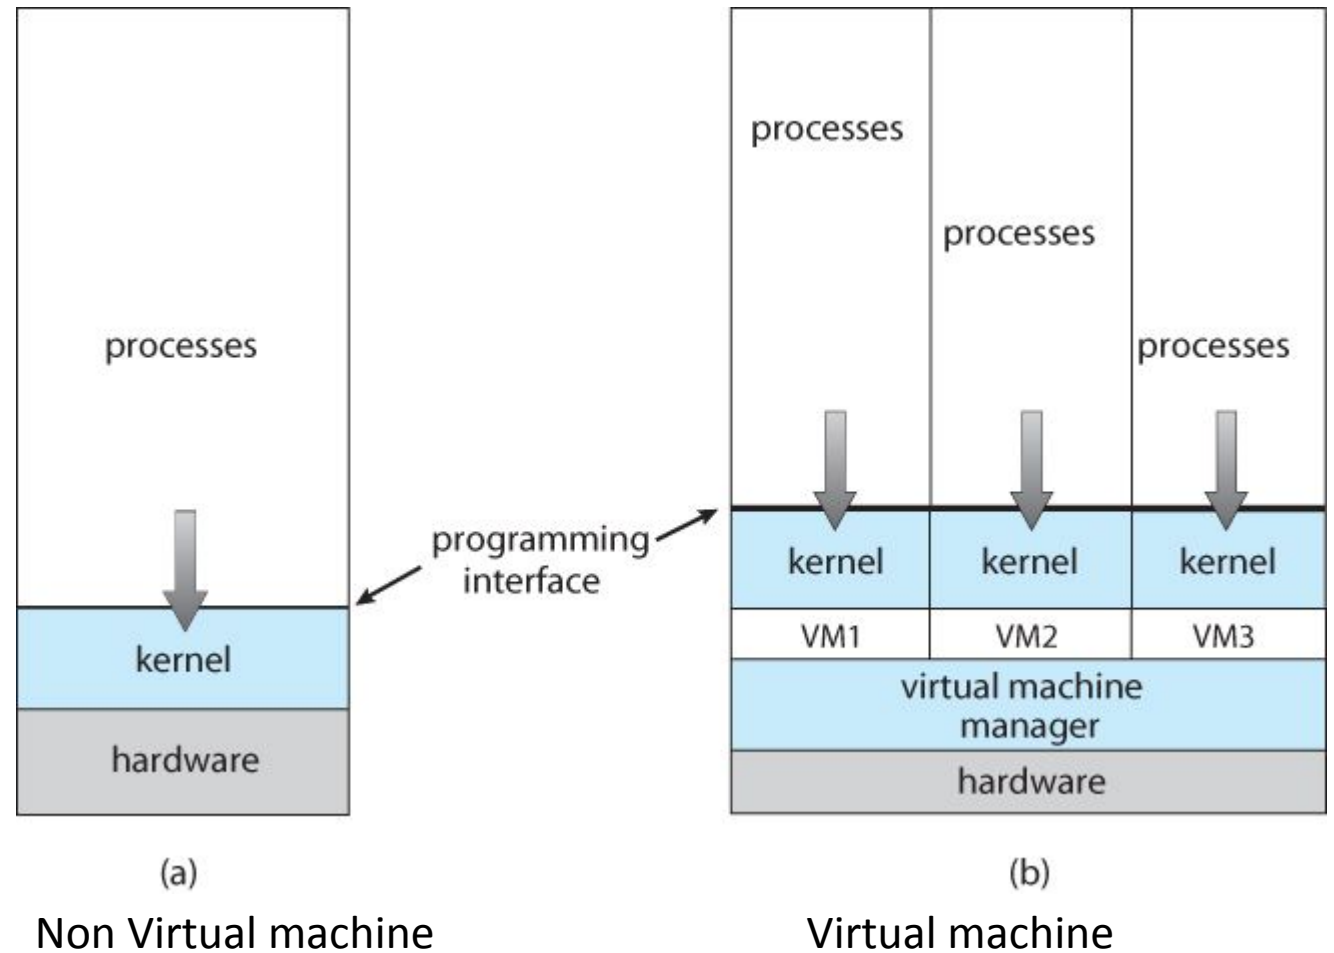 processes
kernel
hardware
(a)
Non Virtual machine
programming
interface
processes
processes
processes
kernel
kernel
kernel
VM1
VM2
VM3
virtual machine
manager
hardware
(b)
Virtual machine